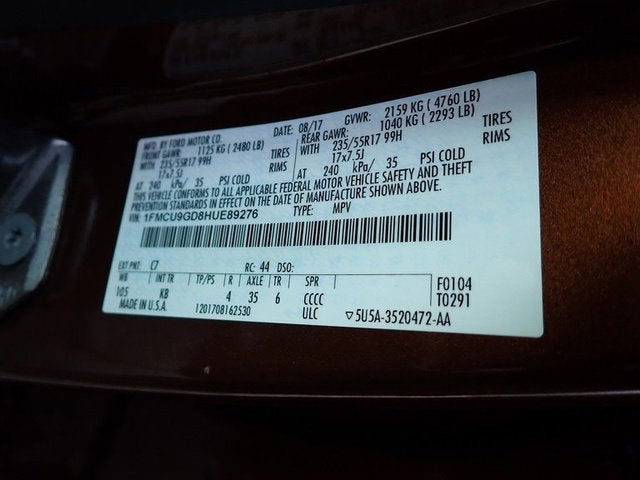 MFD. BY FORD MOTOR CO. DATE: 08/17 GVWR: 2159 KG ( 4760 LB)
FRONT GAWR: 1125 KG ( 2480 LB) REAR GAWR: 1040 KG ( 2293 LB)
WITH 235/55R17 99H TIRES WITH 235/55R17 99H TIRES
17x7.5J RIMS 17x7.5J RIMS
AT 240 kPa/ 35 PSI COLD AT 240 kPa/ 35 PSI COLD
THIS VEHICLE CONFORMS TO ALL APPLICABLE FEDERAL MOTOR VEHICLE SAFETY AND THEFT
PREVENTION STANDARDS IN EFFECT ON THE DATE OF MANUFACTURE SHOWN ABOVE.
VIN: 1FMCU9GD8HUE89276 TYPE: MPV
EXT PNT: C7 RC: 44 DSO:
WB INT TR TP/PS R AXLE TR SPR F0104
105 KB 4 35 6 CCCC T0291
MADE IN U.S.A. 1201708162530 ULC ▽5U5A-3520472-AA